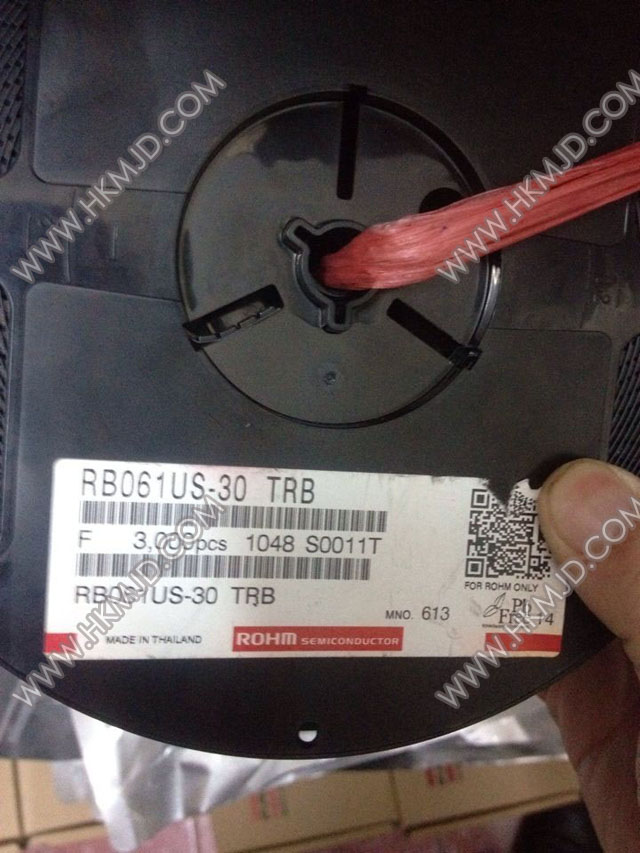 WWW.HKMJD.COM
WWW.HKMJD.COM
RB061US-30 TRB
F 3,000pcs 1048 S0011T
RB061US-30 TRB
FOR ROHM ONLY
MNO. 613
Pb
MADE IN THAILAND
ROHM SEMICONDUCTOR
WWW.HKMJD.COM
WWW.HKMJD.COM